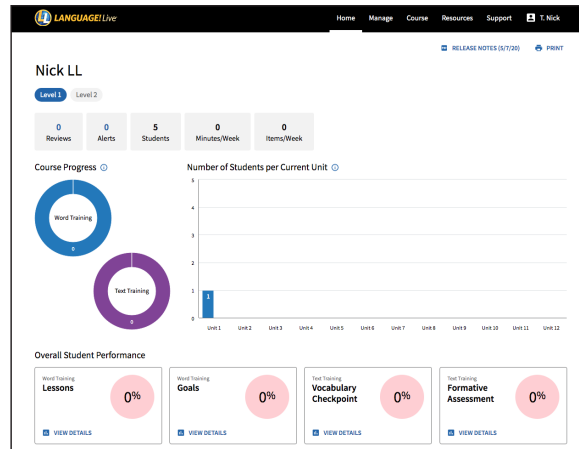 LL LANGUAGE! Live
Home Manage Course Resources Support T. Nick
RELEASE NOTES (5/7/20) PRINT
Nick LL
Level 1 Level 2
0 0 5 0 0
Reviews Alerts Students Minutes/Week Items/Week
Course Progress
Word Training
0
Text Training
0
Number of Students per Current Unit
5
4
3
2
1
0
1
Unit 1 Unit 2 Unit 3 Unit 4 Unit 5 Unit 6 Unit 7 Unit 8 Unit 9 Unit 10 Unit 11 Unit 12
Overall Student Performance
Word Training
Lessons
0%
VIEW DETAILS
Word Training
Goals
0%
VIEW DETAILS
Text Training
Vocabulary
Checkpoint
0%
VIEW DETAILS
Text Training
Formative
Assessment
0%
VIEW DETAILS